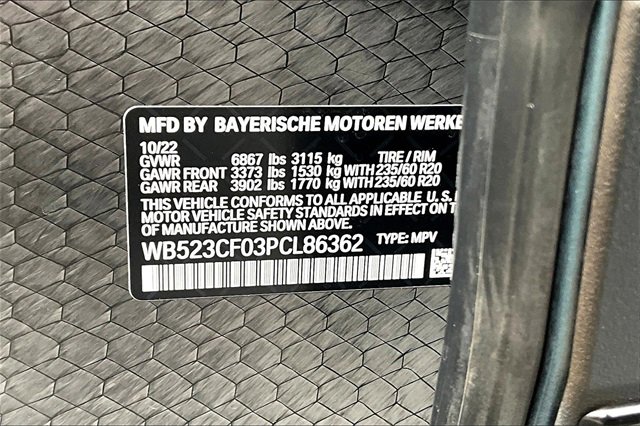 MFD BY BAYERISCHE MOTOREN WERKE
10/22
GVWR 6867 lbs 3115 kg TIRE / RIM
GAWR FRONT 3373 lbs 1530 kg WITH 235/60 R20
GAWR REAR 3902 lbs 1770 kg WITH 235/60 R20
THIS VEHICLE CONFORMS TO ALL APPLICABLE U. S.
MOTOR VEHICLE SAFETY STANDARDS IN EFFECT ON
OF MANUFACTURE SHOWN ABOVE.
WB523CF03PCL86362 TYPE: MPV